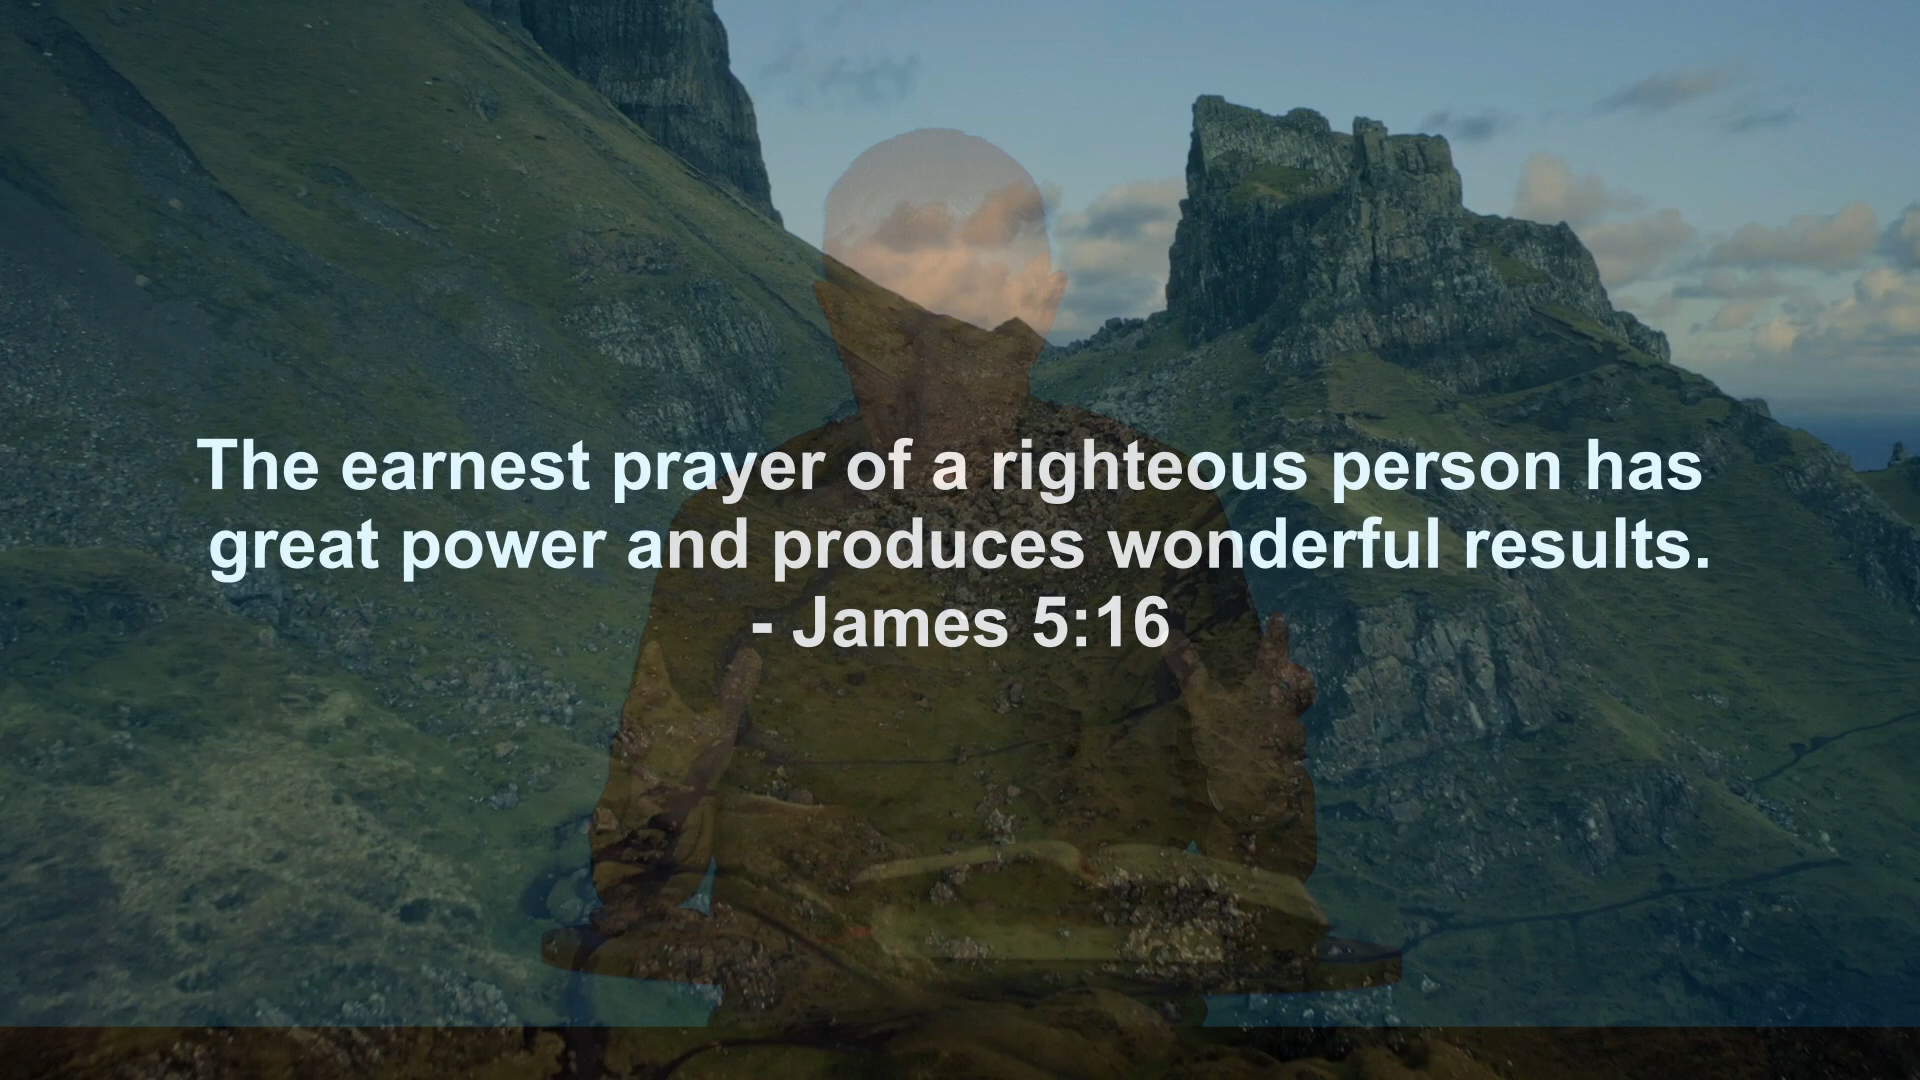 The earnest prayer of a righteous person has
great power and produces wonderful results.
- James 5:16